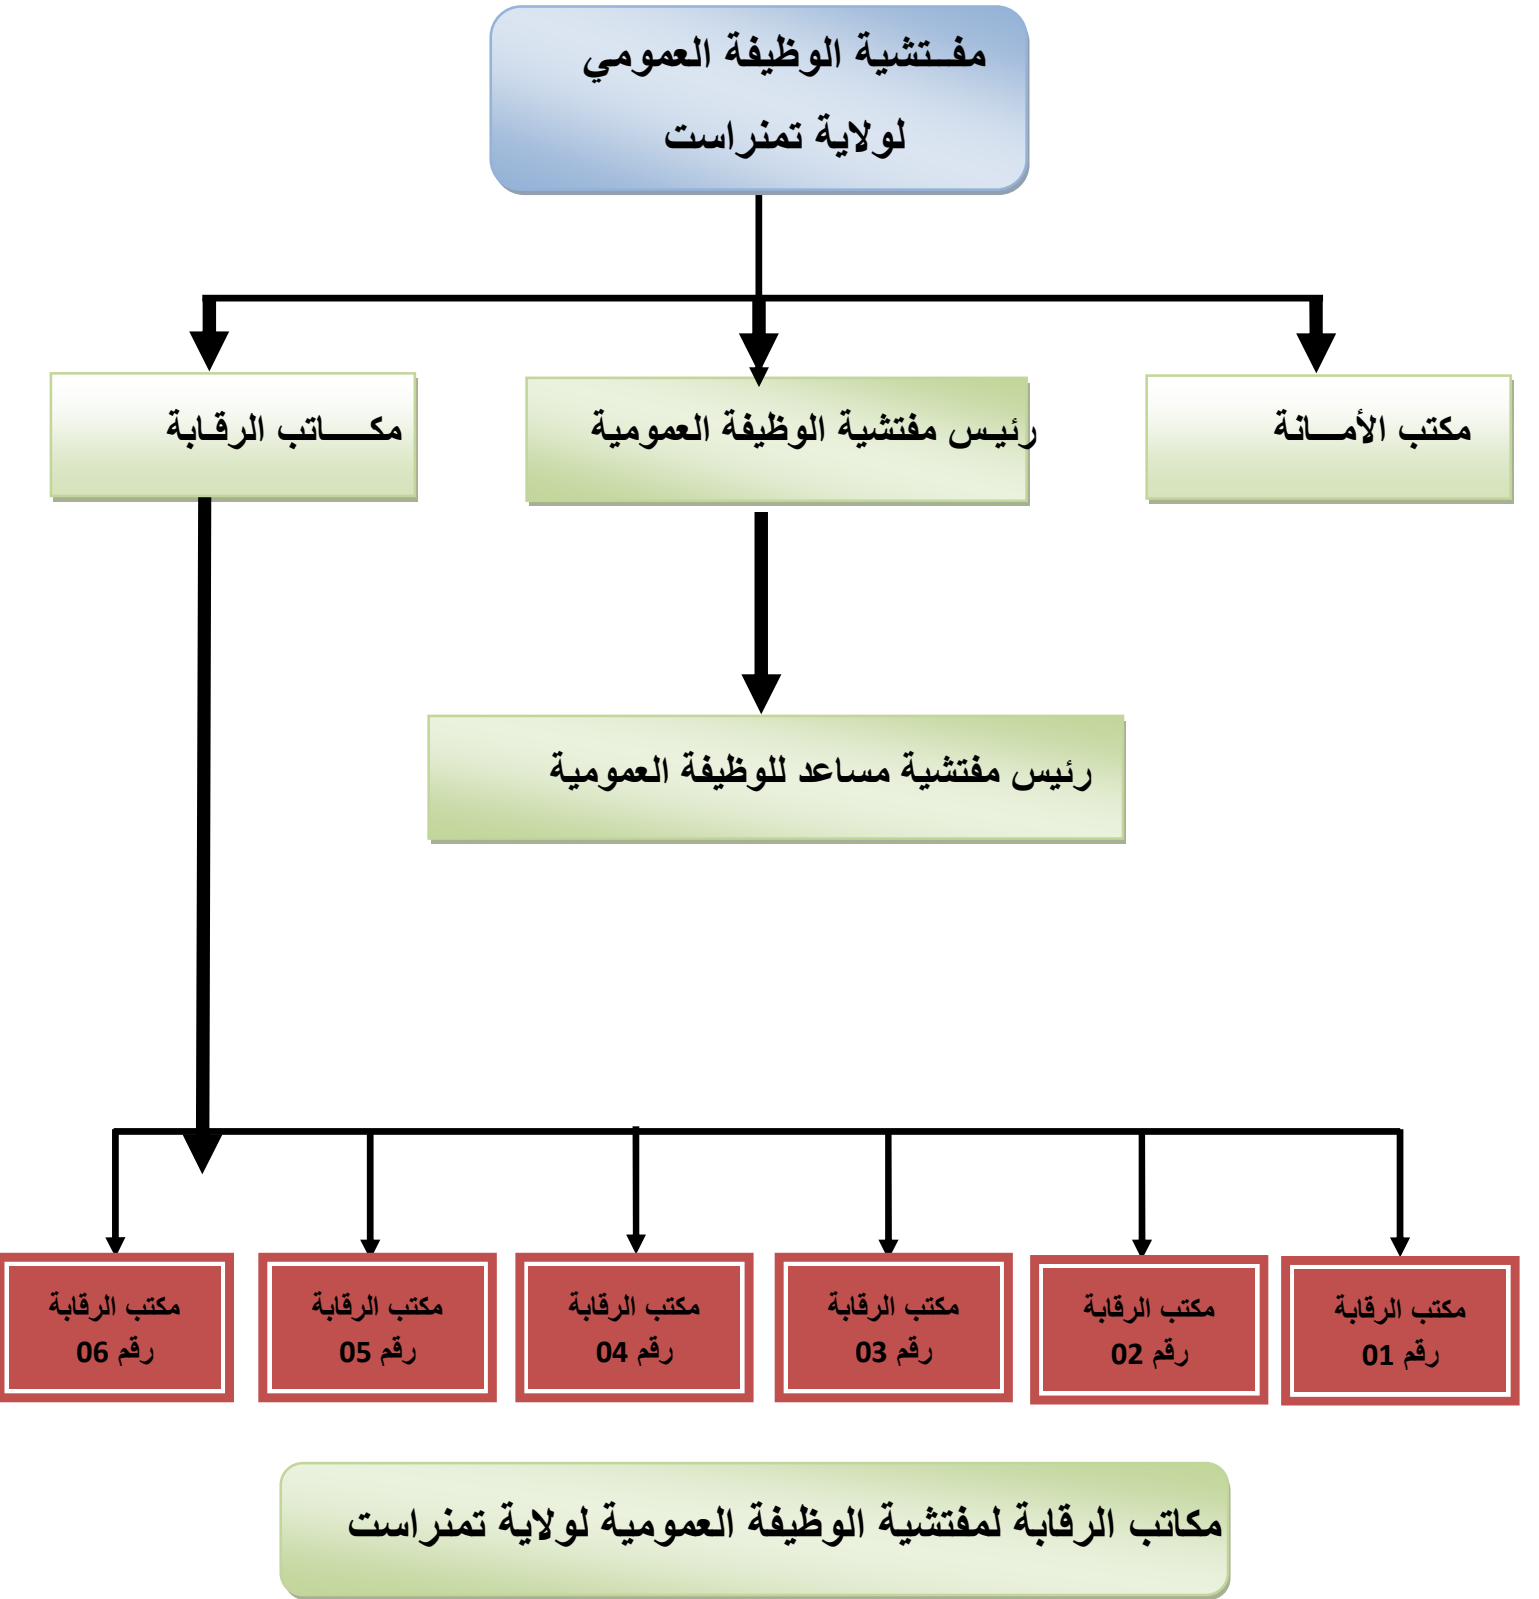 مفــتشية الوظيفة العمومي
لولاية تمنراست
مكتب الأمـــانة
رئيـس مفتشية الوظيفة العمومية
مكـــــاتب الرقـابة
رئيس مفتشية مساعد للوظيفة العمومية
مكتب الرقابة
رقم 01
مكتب الرقابة
رقم 02
مكتب الرقابة
رقم 03
مكتب الرقابة
رقم 04
مكتب الرقابة
رقم 05
مكتب الرقابة
رقم 06
مكاتب الرقابة لمفتشية الوظيفة العمومية لولاية تمنراست